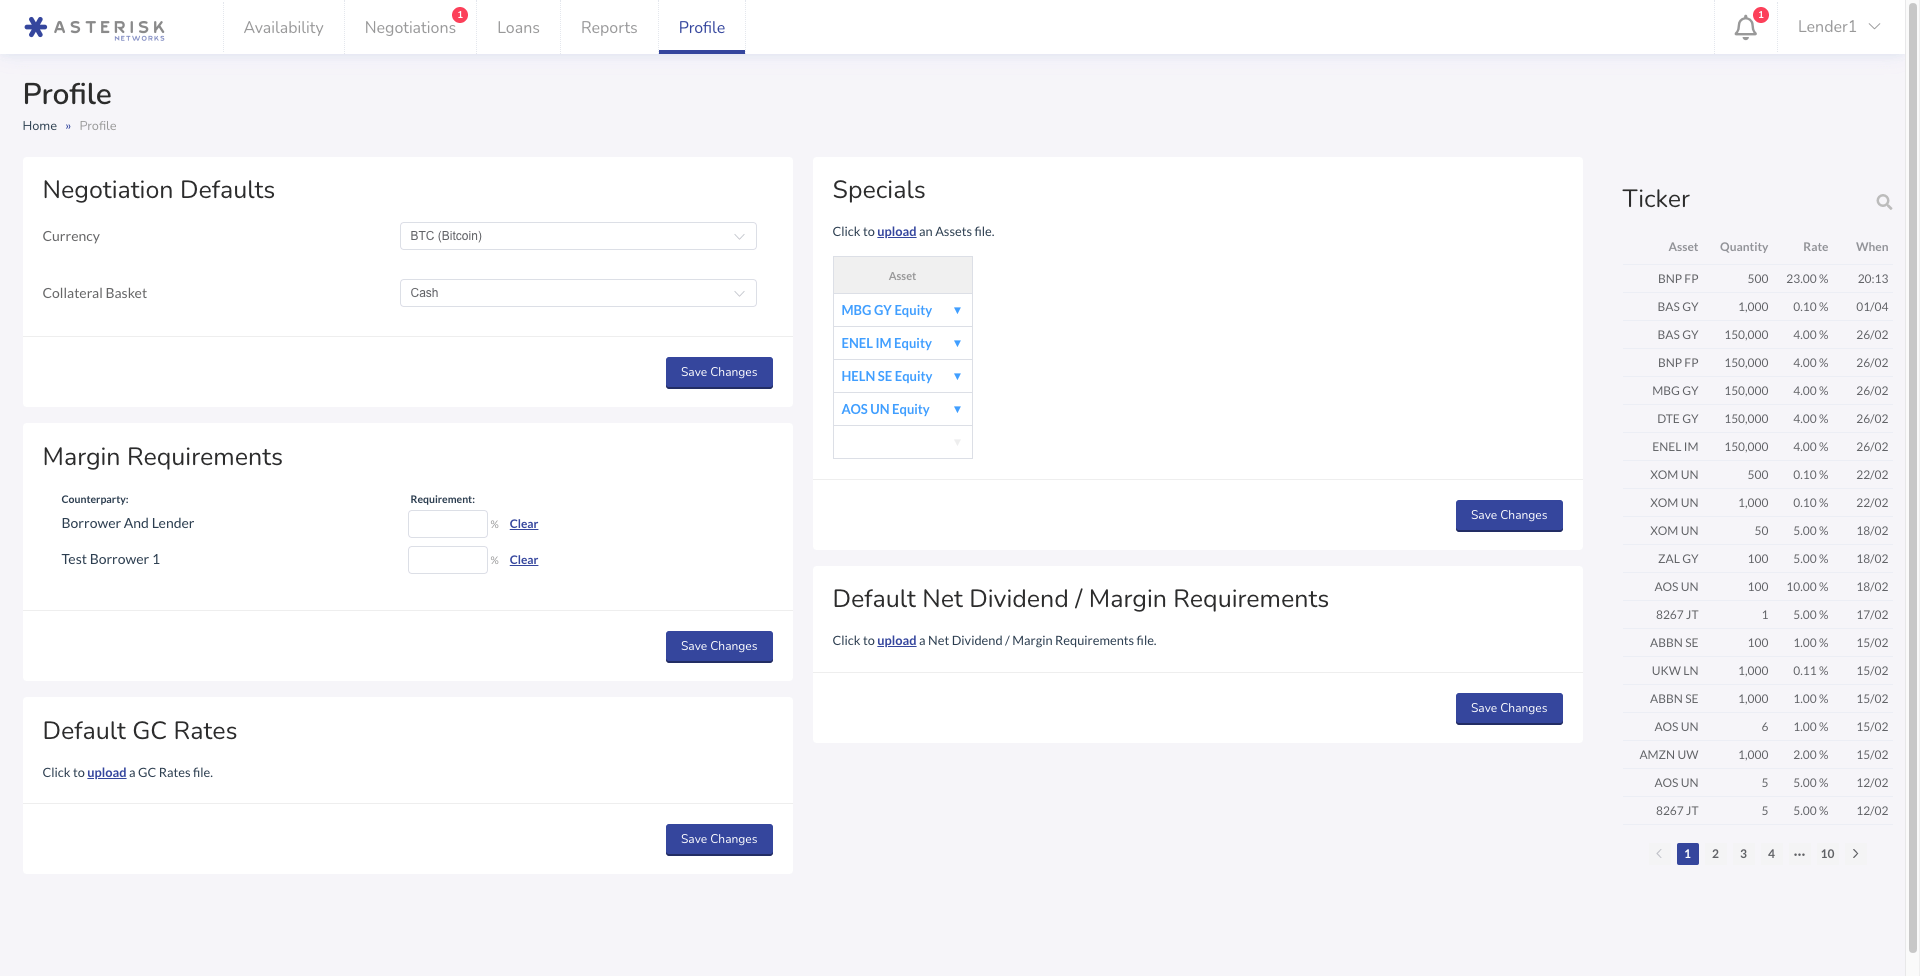 ASTERISK
NETWORKS
Availability
Negotiations 1
Loans
Reports
Profile
1
Lender1
Profile
Home » Profile
Negotiation Defaults
Currency
BTC (Bitcoin)
Collateral Basket
Cash
Save Changes
Margin Requirements
Counterparty: Requirement:
Borrower And Lender % Clear
Test Borrower 1 % Clear
Save Changes
Default GC Rates
Click to upload a GC Rates file.
Save Changes
Specials
Click to upload an Assets file.
Asset
MBG GY Equity ▼
ENEL IM Equity ▼
HELN SE Equity ▼
AOS UN Equity ▼
▼
Save Changes
Default Net Dividend / Margin Requirements
Click to upload a Net Dividend / Margin Requirements file.
Save Changes
Ticker
Asset Quantity Rate When
BNP FP 500 23.00 % 20:13
BAS GY 1,000 0.10 % 01/04
BAS GY 150,000 4.00 % 26/02
BNP FP 150,000 4.00 % 26/02
MBG GY 150,000 4.00 % 26/02
DTE GY 150,000 4.00 % 26/02
ENEL IM 150,000 4.00 % 26/02
XOM UN 500 0.10 % 22/02
XOM UN 1,000 0.10 % 22/02
XOM UN 50 5.00 % 18/02
ZAL GY 100 5.00 % 18/02
AOS UN 100 10.00 % 18/02
8267 JT 1 5.00 % 17/02
ABBN SE 100 1.00 % 15/02
UKW LN 1,000 0.11 % 15/02
ABBN SE 1,000 1.00 % 15/02
AOS UN 6 1.00 % 15/02
AMZN UW 1,000 2.00 % 15/02
AOS UN 5 5.00 % 12/02
8267 JT 5 5.00 % 12/02
< 1 2 3 4 ··· 10 >